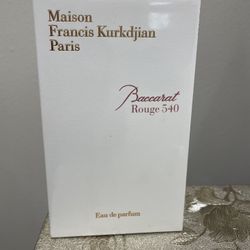 Maison
Francis Kurkdjian
Paris
Baccarat
Rouge 540
Eau de parfum